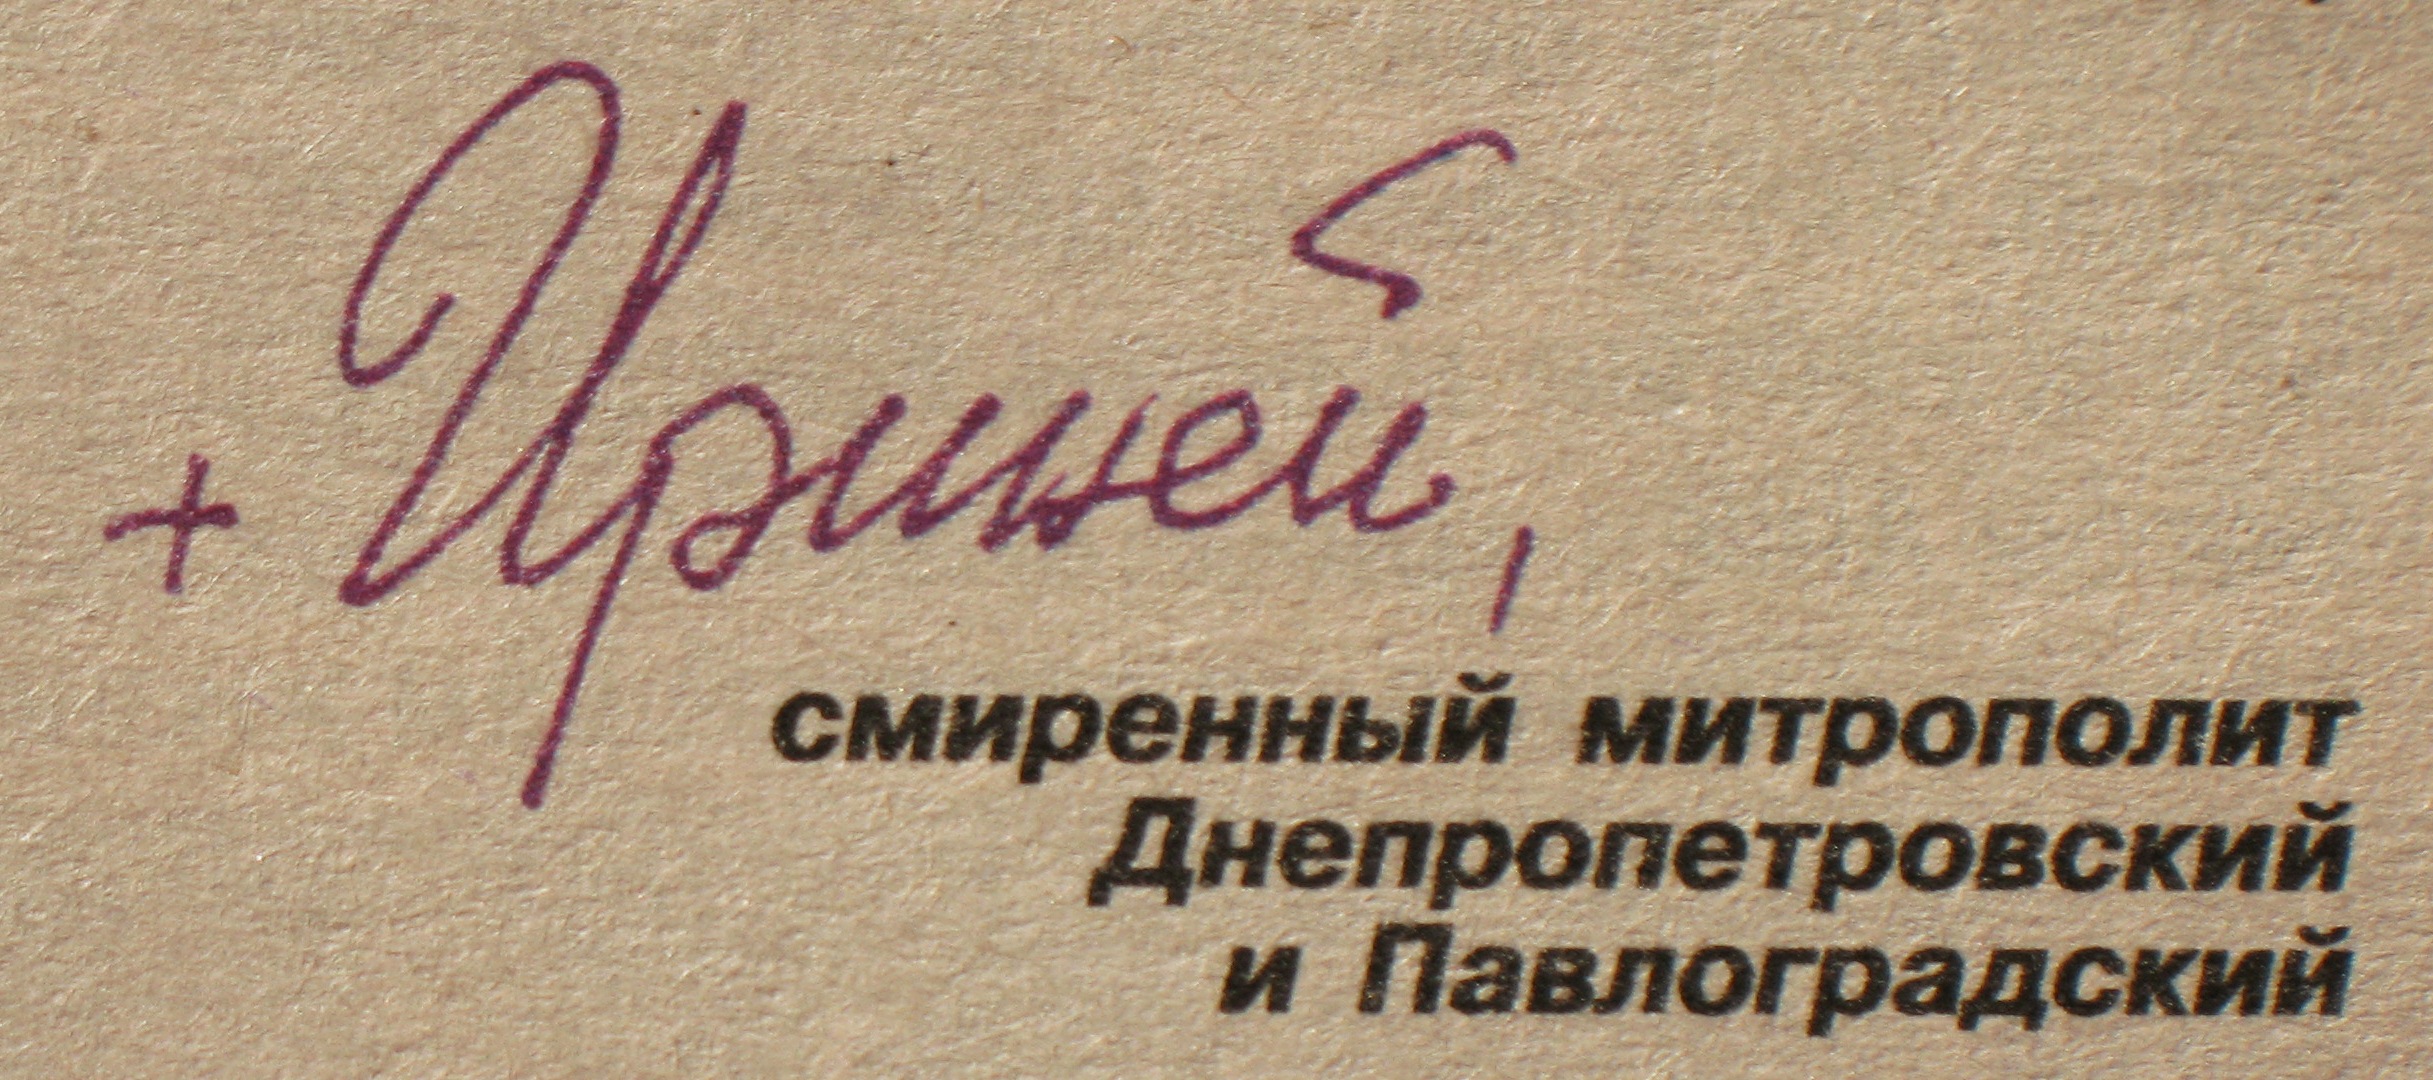 + Ириней,
смиренный митрополит
Днепропетровский
и Павлоградский